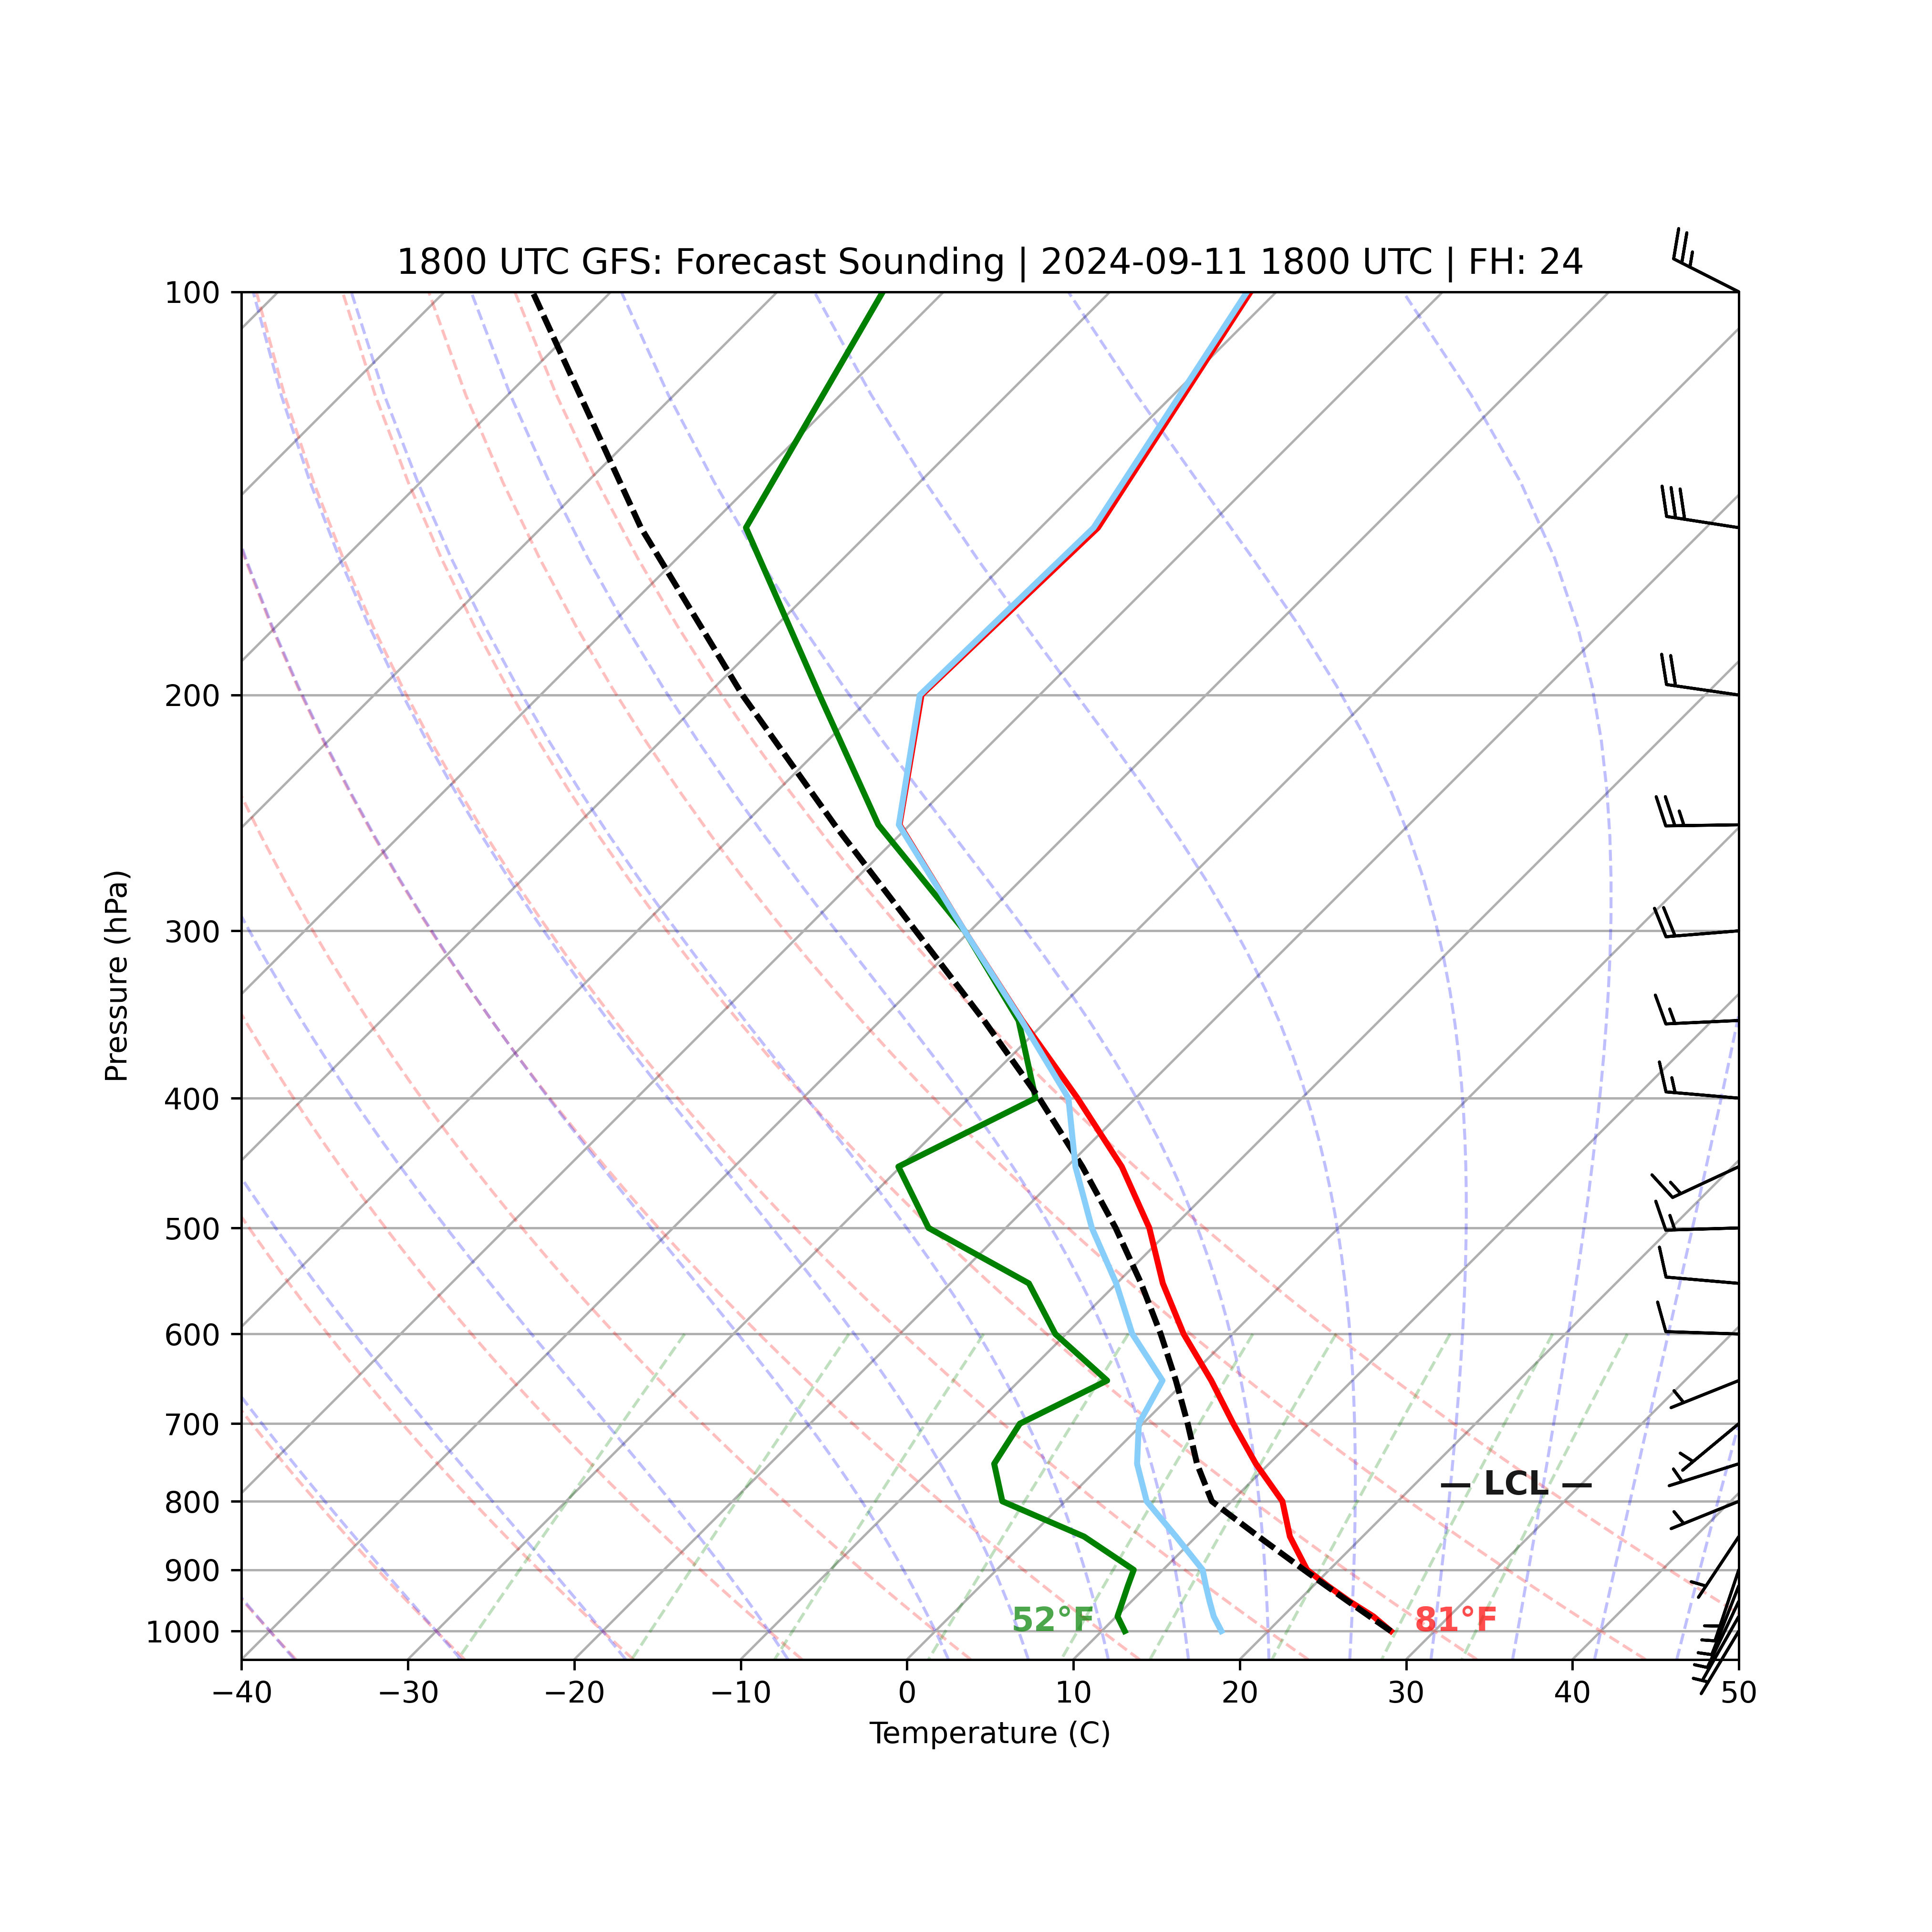 1800 UTC GFS: Forecast Sounding | 2024-09-11 1800 UTC | FH: 24
100
200
300
400
500
600
700
800
900
1000
Pressure (hPa)
— LCL —
52°F
81°F
−40 −30 −20 −10 0 10 20 30 40 50
Temperature (C)